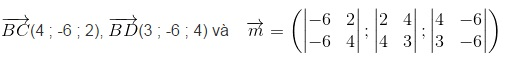 $\overrightarrow{BC}$(4 ; -6 ; 2), $\overrightarrow{BD}$(3 ; -6 ; 4) và $\overrightarrow{m} = \left( \begin{vmatrix} -6 & 2 \\ -6 & 4 \end{vmatrix} ; \begin{vmatrix} 2 & 4 \\ 4 & 3 \end{vmatrix} ; \begin{vmatrix} 4 & -6 \\ 3 & -6 \end{vmatrix} \right)$